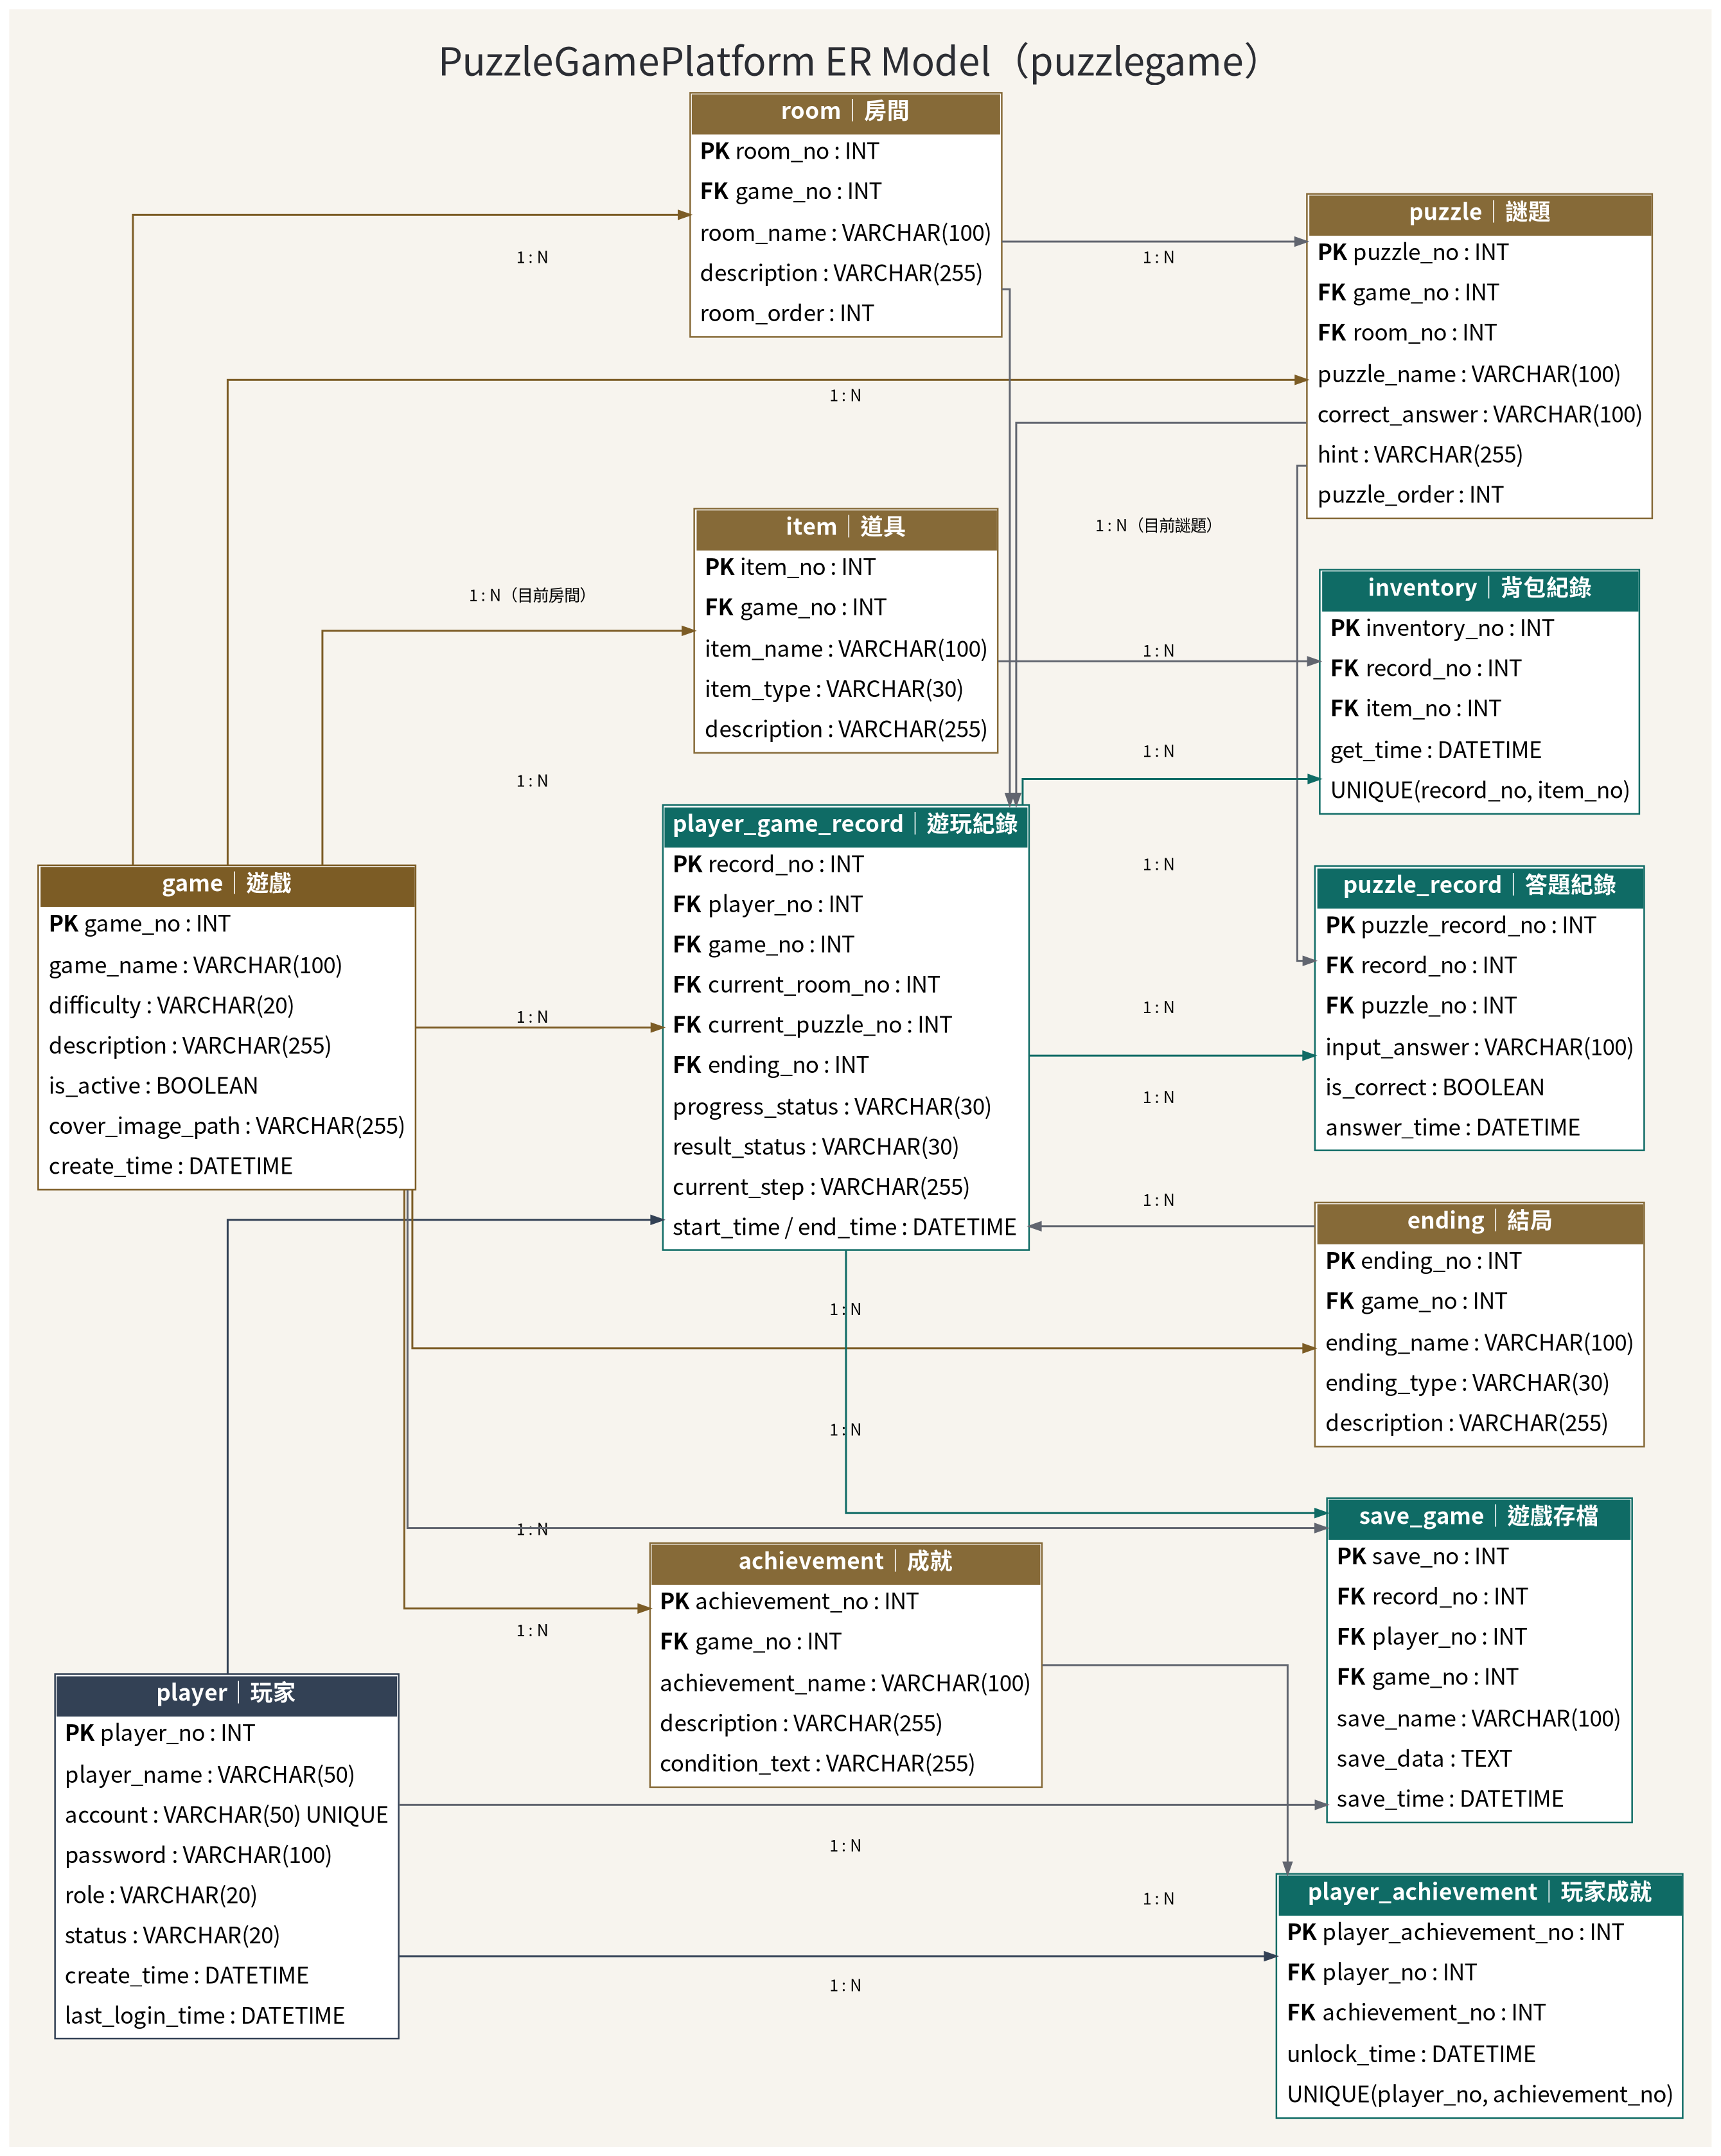 PuzzleGamePlatform ER Model（puzzlegame）
room｜房間
PK room_no : INT
FK game_no : INT
room_name : VARCHAR(100)
description : VARCHAR(255)
room_order : INT
puzzle｜謎題
PK puzzle_no : INT
FK game_no : INT
FK room_no : INT
puzzle_name : VARCHAR(100)
correct_answer : VARCHAR(100)
hint : VARCHAR(255)
puzzle_order : INT
1 : N
1 : N
1 : N
item｜道具
PK item_no : INT
FK game_no : INT
item_name : VARCHAR(100)
item_type : VARCHAR(30)
description : VARCHAR(255)
1 : N（目前謎題）
1 : N（目前房間）
inventory｜背包紀錄
PK inventory_no : INT
FK record_no : INT
FK item_no : INT
get_time : DATETIME
UNIQUE(record_no, item_no)
1 : N
1 : N
1 : N
1 : N
game｜遊戲
PK game_no : INT
game_name : VARCHAR(100)
difficulty : VARCHAR(20)
description : VARCHAR(255)
is_active : BOOLEAN
cover_image_path : VARCHAR(255)
create_time : DATETIME
1 : N
player_game_record｜遊玩紀錄
PK record_no : INT
FK player_no : INT
FK game_no : INT
FK current_room_no : INT
FK current_puzzle_no : INT
FK ending_no : INT
progress_status : VARCHAR(30)
result_status : VARCHAR(30)
current_step : VARCHAR(255)
start_time / end_time : DATETIME
1 : N
1 : N
1 : N
puzzle_record｜答題紀錄
PK puzzle_record_no : INT
FK record_no : INT
FK puzzle_no : INT
input_answer : VARCHAR(100)
is_correct : BOOLEAN
answer_time : DATETIME
ending｜結局
PK ending_no : INT
FK game_no : INT
ending_name : VARCHAR(100)
ending_type : VARCHAR(30)
description : VARCHAR(255)
1 : N
1 : N
1 : N
1 : N
achievement｜成就
PK achievement_no : INT
FK game_no : INT
achievement_name : VARCHAR(100)
description : VARCHAR(255)
condition_text : VARCHAR(255)
save_game｜遊戲存檔
PK save_no : INT
FK record_no : INT
FK player_no : INT
FK game_no : INT
save_name : VARCHAR(100)
save_data : TEXT
save_time : DATETIME
player｜玩家
PK player_no : INT
player_name : VARCHAR(50)
account : VARCHAR(50) UNIQUE
password : VARCHAR(100)
role : VARCHAR(20)
status : VARCHAR(20)
create_time : DATETIME
last_login_time : DATETIME
1 : N
1 : N
1 : N
player_achievement｜玩家成就
PK player_achievement_no : INT
FK player_no : INT
FK achievement_no : INT
unlock_time : DATETIME
UNIQUE(player_no, achievement_no)